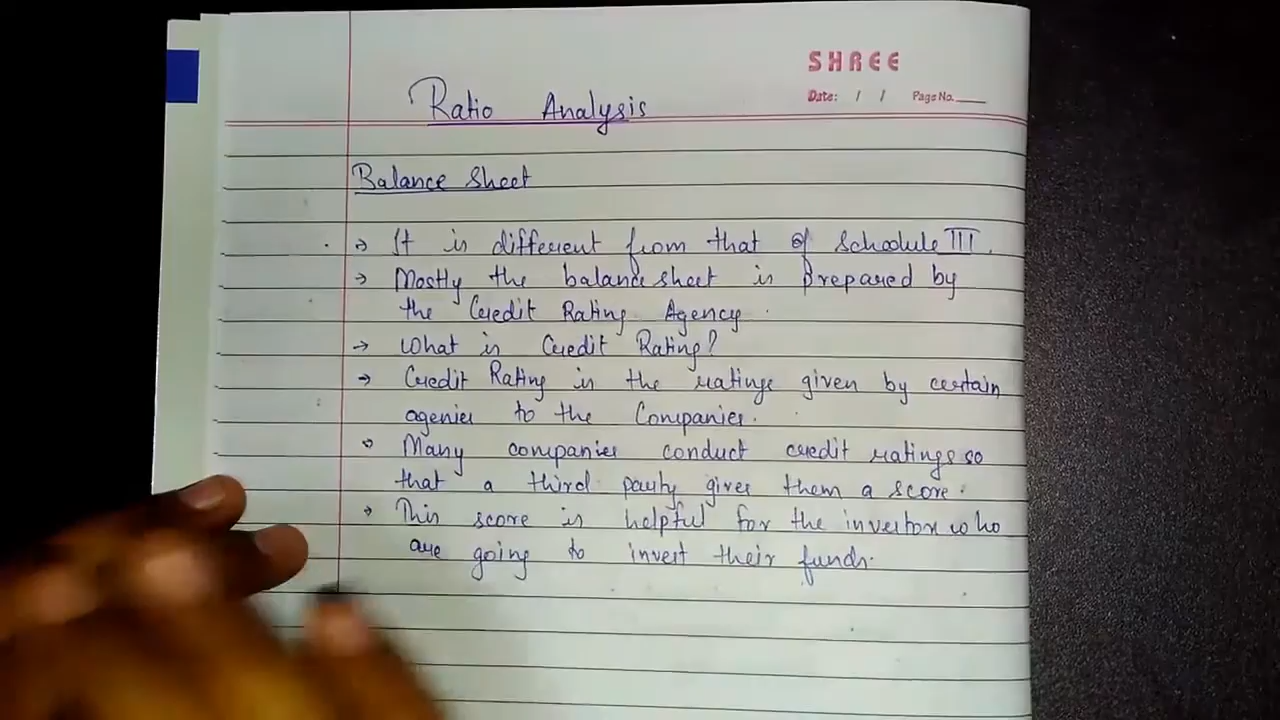 SHREE
Date: / / Page No.
Ratio Analysis
Balance Sheet
→ It is different from that of Schedule III.
→ Mostly the balance sheet is prepared by
the Credit Rating Agency.
→ What is Credit Rating?
→ Credit Rating is the ratings given by certain
agenies to the Companies.
→ Many companies conduct credit ratings so
that a third party gives them a score.
→ This score is helpful for the investors who
are going to invest their funds.